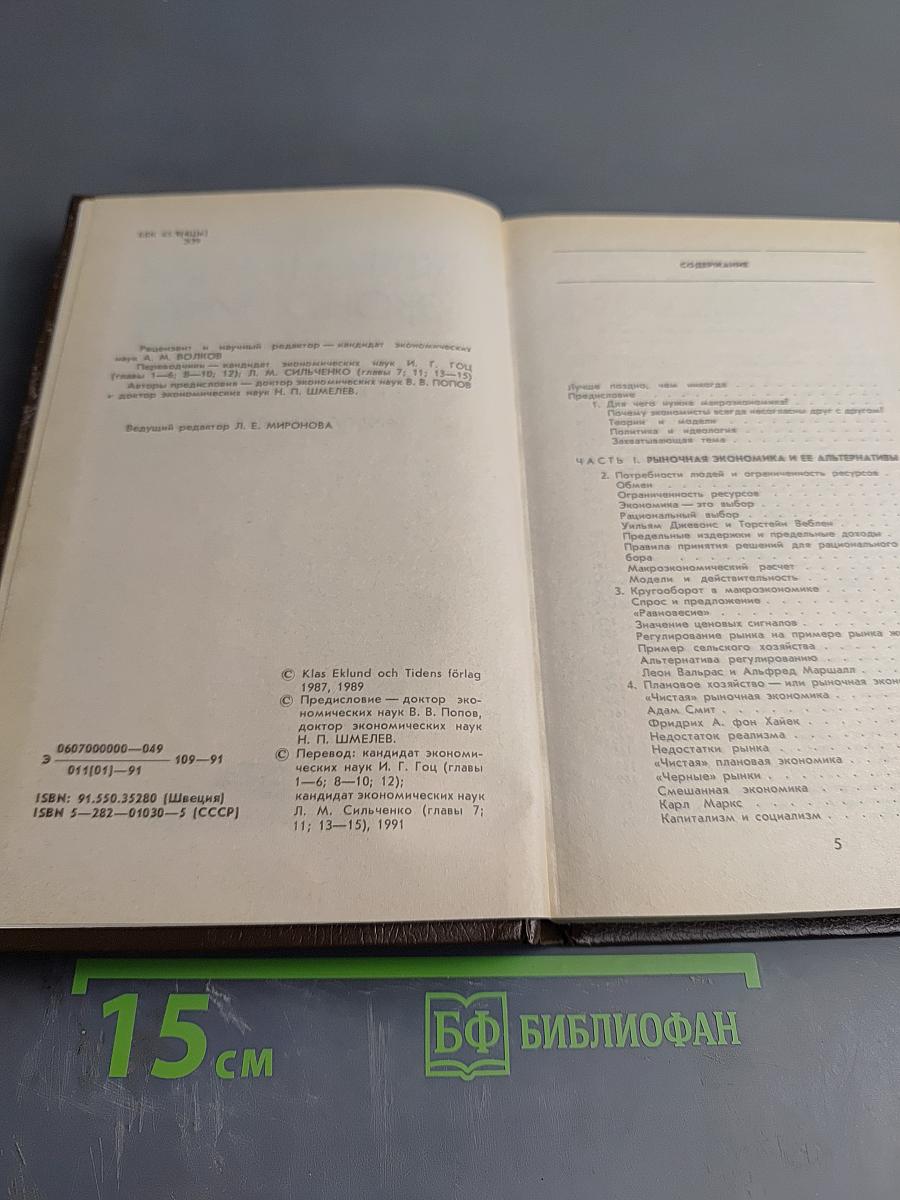 ББК 65.9(4Шв)
Э39
Рецензент и научный редактор — кандидат экономических
наук А. М. ВОЛКОВ
Переводчики — кандидат экономических наук И. Г. ГОЦ
(главы 1—6; 8—10; 12); Л. М. СИЛЬЧЕНКО (главы 7; 11; 13—15)
Авторы предисловия — доктор экономических наук В. В. ПОПОВ
и доктор экономических наук Н. П. ШМЕЛЕВ.
Ведущий редактор Л. Е. МИРОНОВА
© Klas Eklund och Tidens förlag
1987, 1989
© Предисловие — доктор эко-
номических наук В. В. Попов,
доктор экономических наук
Н. П. ШМЕЛЕВ.
© Перевод: кандидат экономи-
ческих наук И. Г. Гоц (главы
1—6; 8—10; 12);
кандидат экономических наук
Л. М. Сильченко (главы 7;
11; 13—15), 1991
0607000000—049
Э 109—91
011(01)—91
ISBN: 91.550.35280 (Швеция)
ISBN 5—282—01030—5 (СССР)
СОДЕРЖАНИЕ
Лучше поздно, чем никогда
Предисловие
1. Для чего нужна макроэкономика?
Почему экономисты всегда несогласны друг с другом?
Теории и модели
Политика и идеология
Захватывающая тема
ЧАСТЬ I. РЫНОЧНАЯ ЭКОНОМИКА И ЕЕ АЛЬТЕРНАТИВЫ
2. Потребности людей и ограниченность ресурсов
Обмен
Ограниченность ресурсов
Экономика — это выбор
Рациональный выбор
Уильям Джевонс и Торстейн Веблен
Предельные издержки и предельные доходы
Правила принятия решений для рационального
бора
Макроэкономический расчет
Модели и действительность
3. Кругооборот в макроэкономике
Спрос и предложение
«Равновесие»
Значение ценовых сигналов
Регулирование рынка на примере рынка ж
Пример сельского хозяйства
Альтернатива регулированию
Леон Вальрас и Альфред Маршалл
4. Плановое хозяйство — или рыночная экон
«Чистая» рыночная экономика
Адам Смит
Фридрих А. фон Хайек
Недостаток реализма
Недостатки рынка
«Чистая» плановая экономика
«Черные» рынки
Смешанная экономика
Карл Маркс
Капитализм и социализм
5
15 см
БФ БИБЛИОФАН